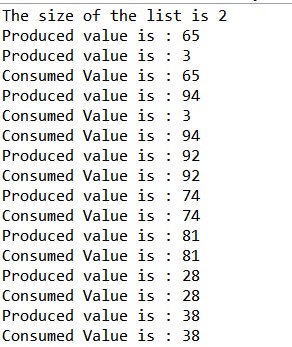 The size of the list is 2
Produced value is : 65
Produced value is : 3
Consumed Value is : 65
Produced value is : 94
Consumed Value is : 3
Consumed Value is : 94
Produced value is : 92
Consumed Value is : 92
Produced value is : 74
Consumed Value is : 74
Produced value is : 81
Consumed Value is : 81
Produced value is : 28
Consumed Value is : 28
Produced value is : 38
Consumed Value is : 38